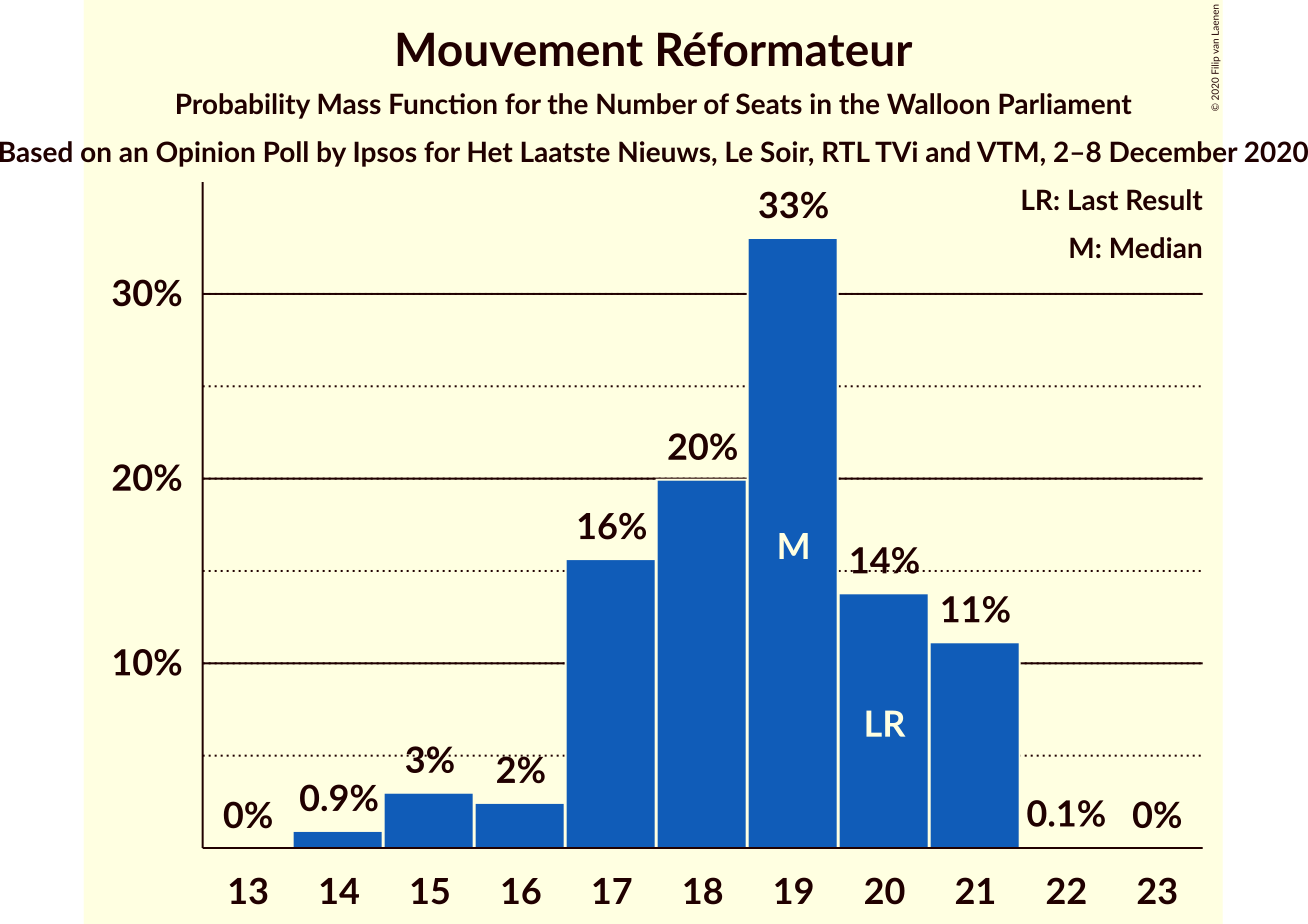 Mouvement Réformateur
Probability Mass Function for the Number of Seats in the Walloon Parliament
Based on an Opinion Poll by Ipsos for Het Laatste Nieuws, Le Soir, RTL TVi and VTM, 2–8 December 2020
© 2020 Filip van Laenen
LR: Last Result
M: Median
33%
30%
20%
20%
16%
M
14%
11%
10%
LR
3%
2%
0.9%
0%
0.1%
0%
13 14 15 16 17 18 19 20 21 22 23